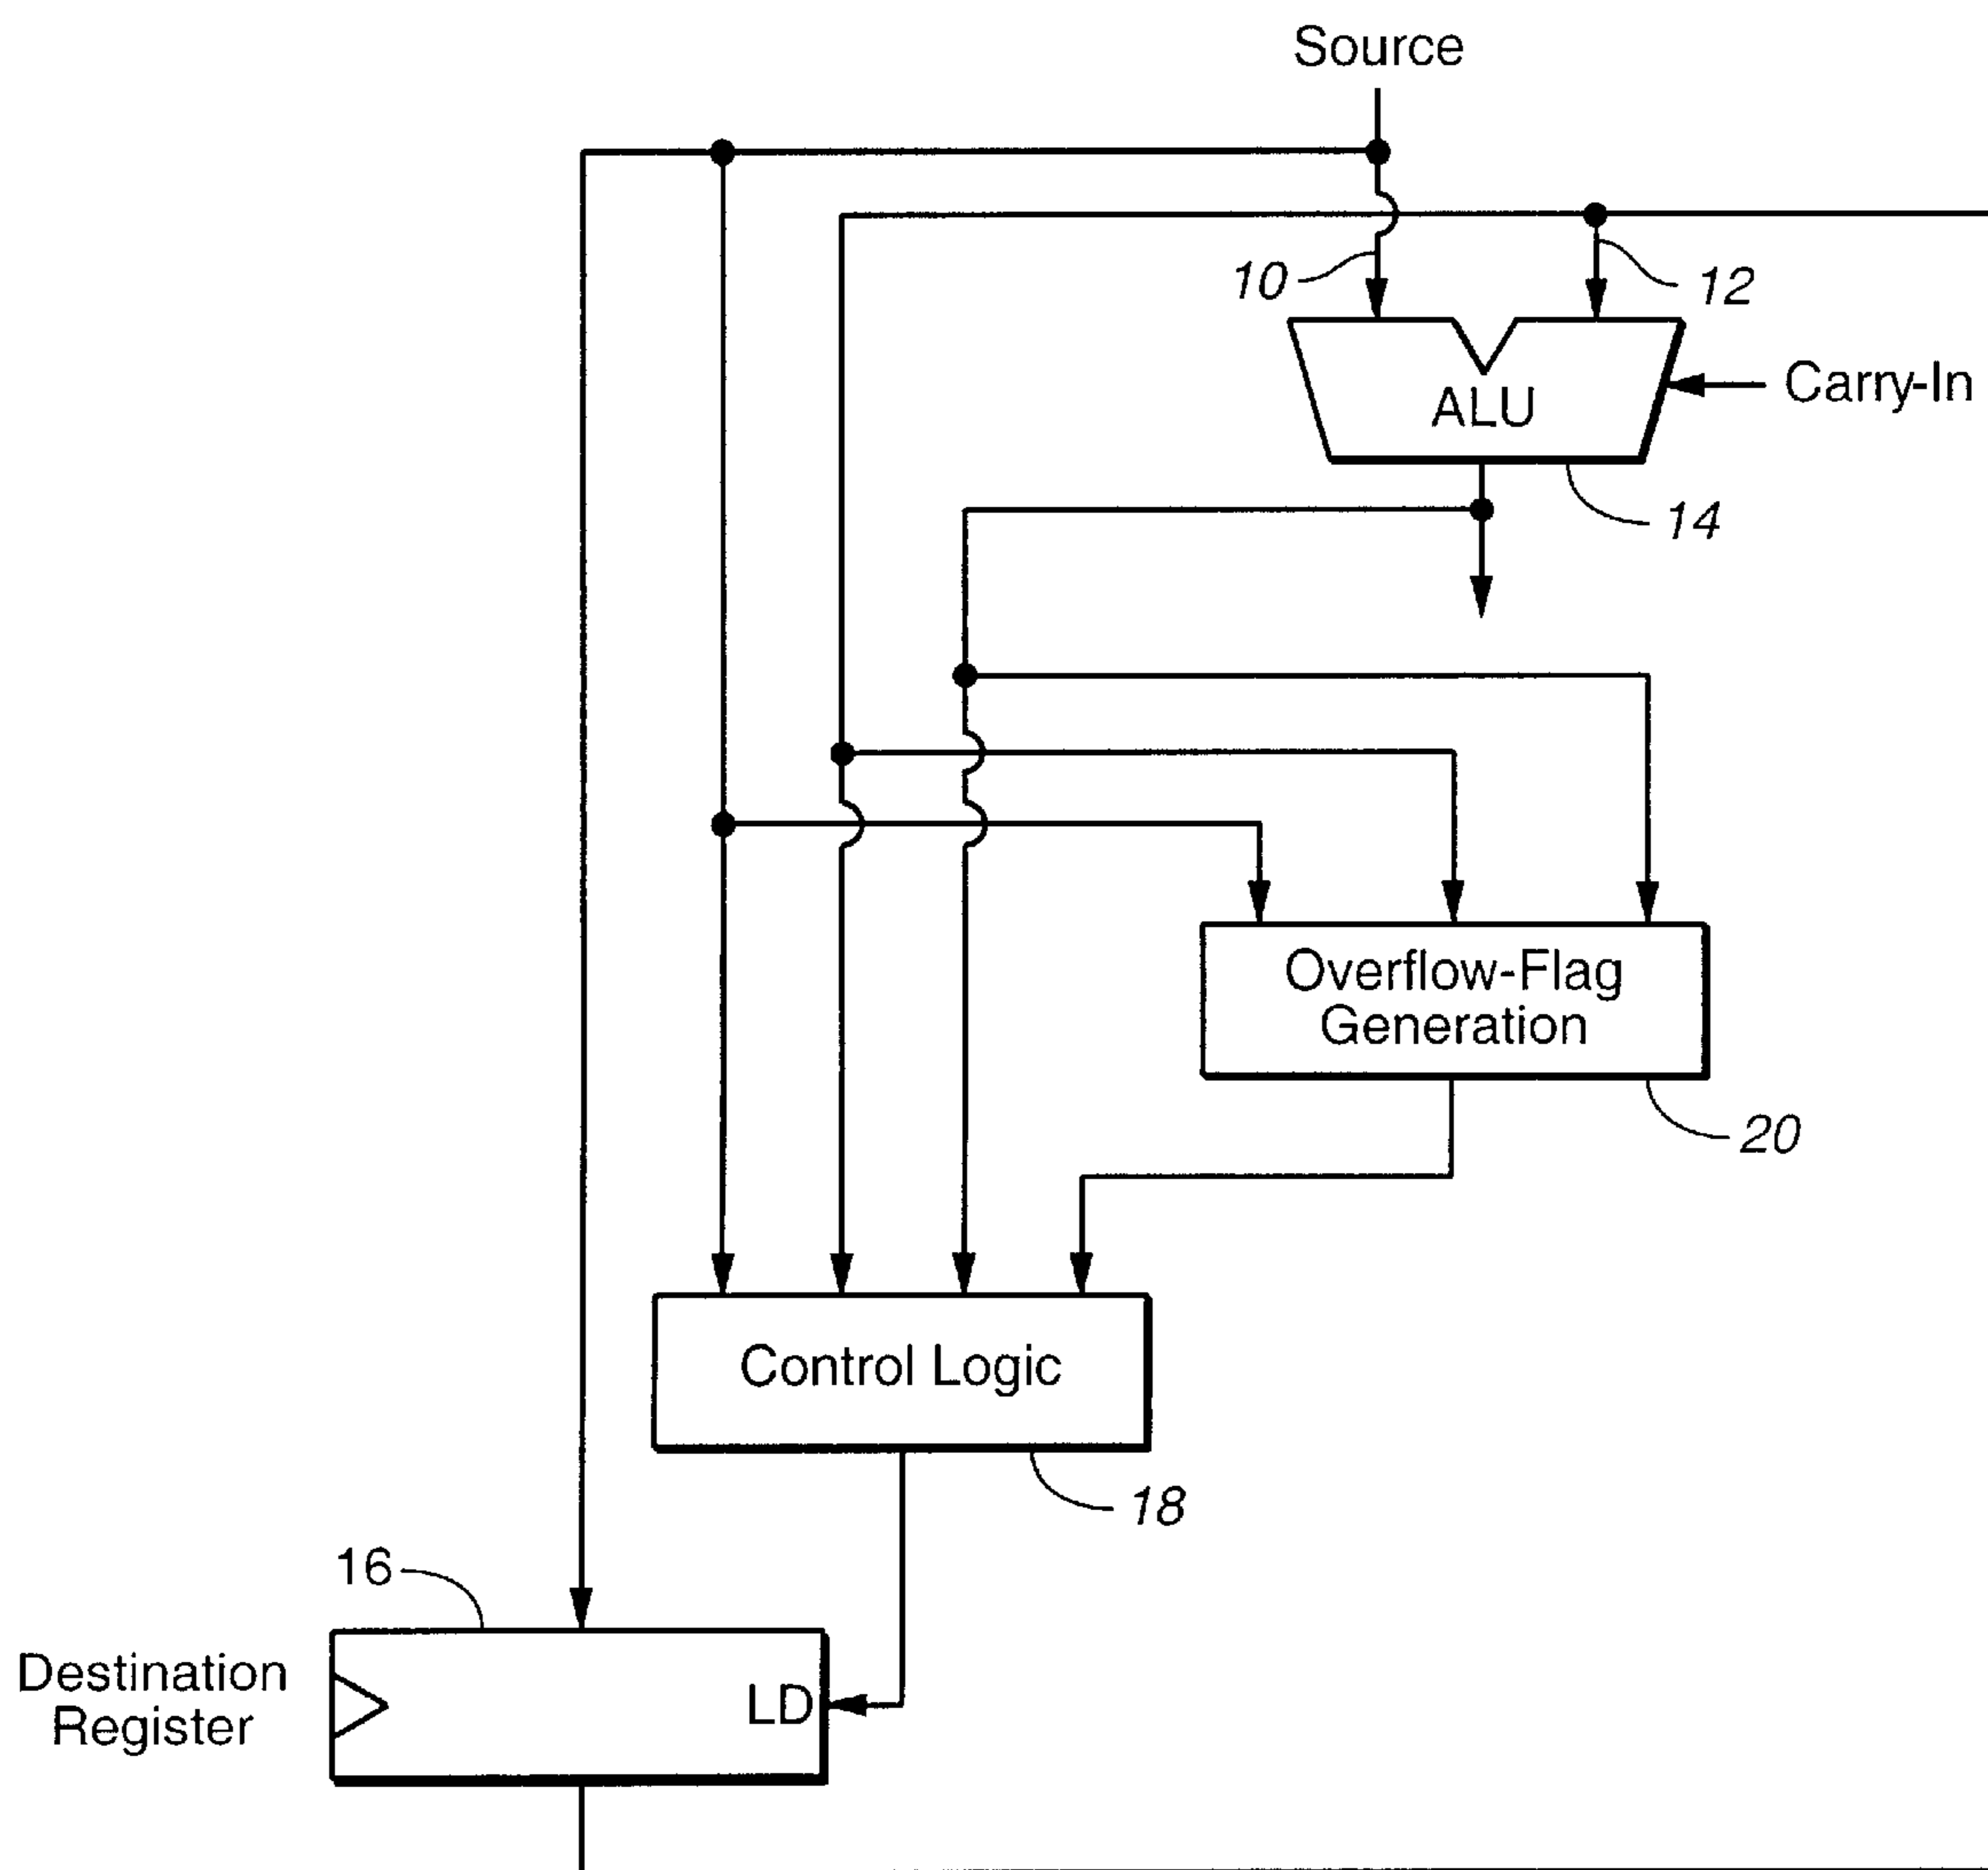 Source
10
12
ALU
Carry-In
14
Overflow-Flag
Generation
20
Control Logic
18
16
Destination
Register
LD